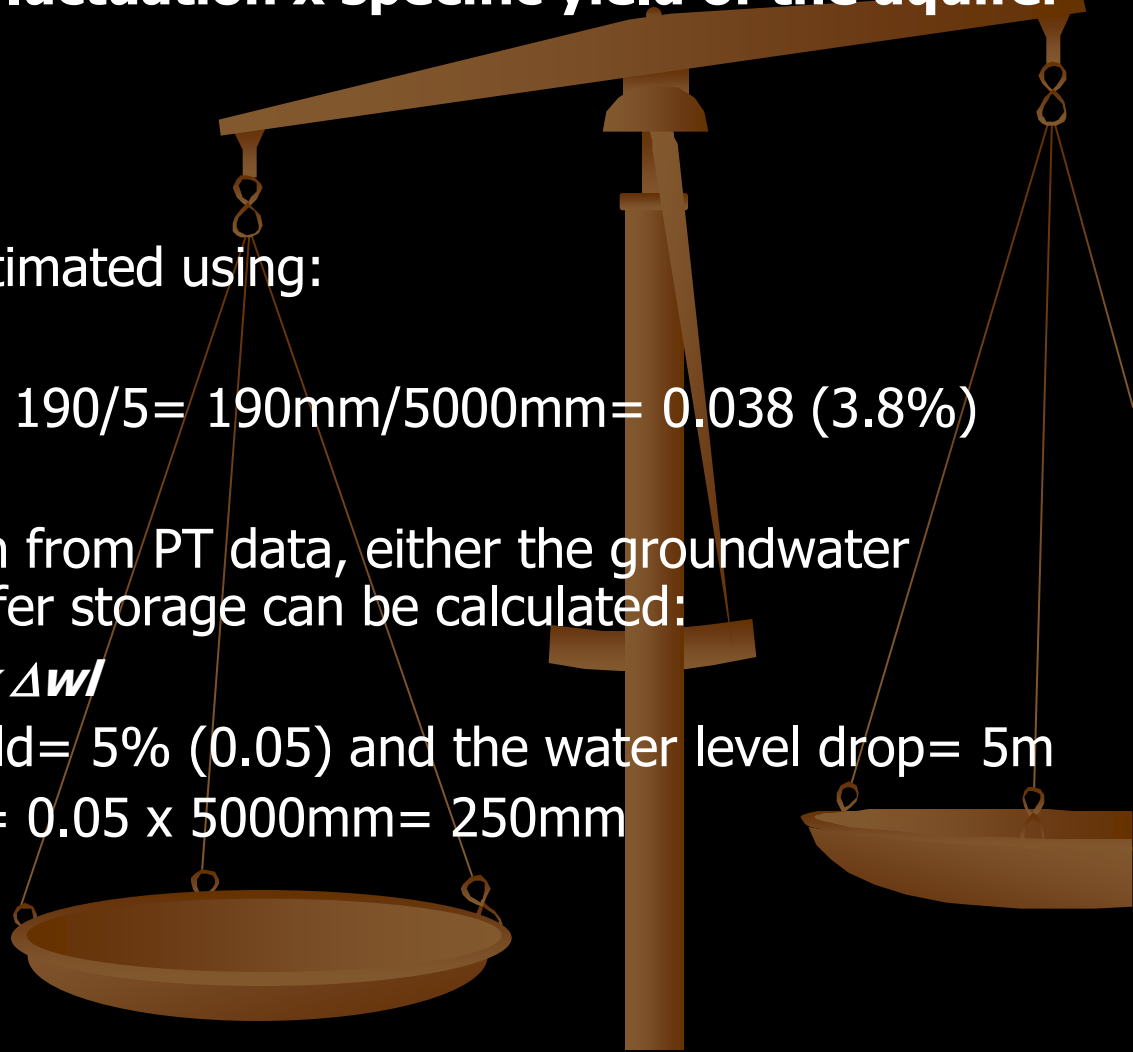 fluctuation x specific yield of the aquifer
timated using:
190/5= 190mm/5000mm= 0.038 (3.8%)
from PT data, either the groundwater
fer storage can be calculated:
Δwl
ld= 5% (0.05) and the water level drop= 5m
= 0.05 x 5000mm= 250mm